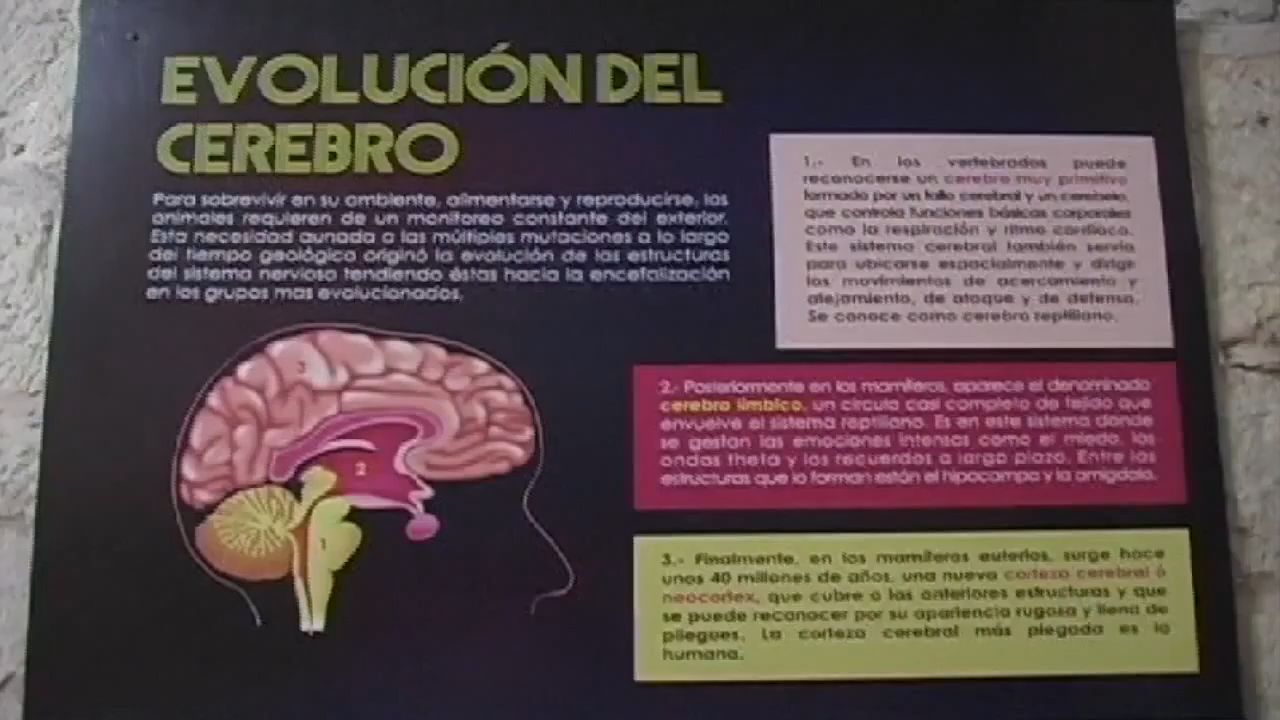 EVOLUCIÓN DEL
CEREBRO
Para sobrevivir en su ambiente, alimentarse y reproducirse, los
animales requieren de un monitoreo constante del exterior.
Esta necesidad aunada a las múltiples mutaciones a lo largo
del tiempo geológico originó la evolución de las estructuras
del sistema nervioso tendiendo éstas hacia la encefalización
en los grupos mas evolucionados.
1.- En los vertebrados puede
reconocerse un cerebro muy primitivo
formado por un tallo cerebral y un cerebelo,
que controla funciones básicas corporales
como la respiración y ritmo cardíaco.
Este sistema cerebral también servía
para ubicarse espacialmente y dirigir
los movimientos de acercamiento y
alejamiento, de ataque y de defensa.
Se conoce como cerebro reptiliano.
2.- Posteriormente en los mamíferos, aparece el denominado
cerebro límbico, un círculo casi completo de tejido que
envuelve el sistema reptiliano. Es en este sistema donde
se gestan las emociones intensas como el miedo, las
ondas theta y los recuerdos a largo plazo. Entre las
estructuras que lo forman están el hipocampo y la amígdala.
3.- Finalmente, en los mamíferos euterios, surge hace
unos 40 millones de años, una nueva corteza cerebral ó
neocortex, que cubre a las anteriores estructuras y que
se puede reconocer por su apariencia rugosa y llena de
pliegues. La corteza cerebral más plegada es la
humana.
3
2
1